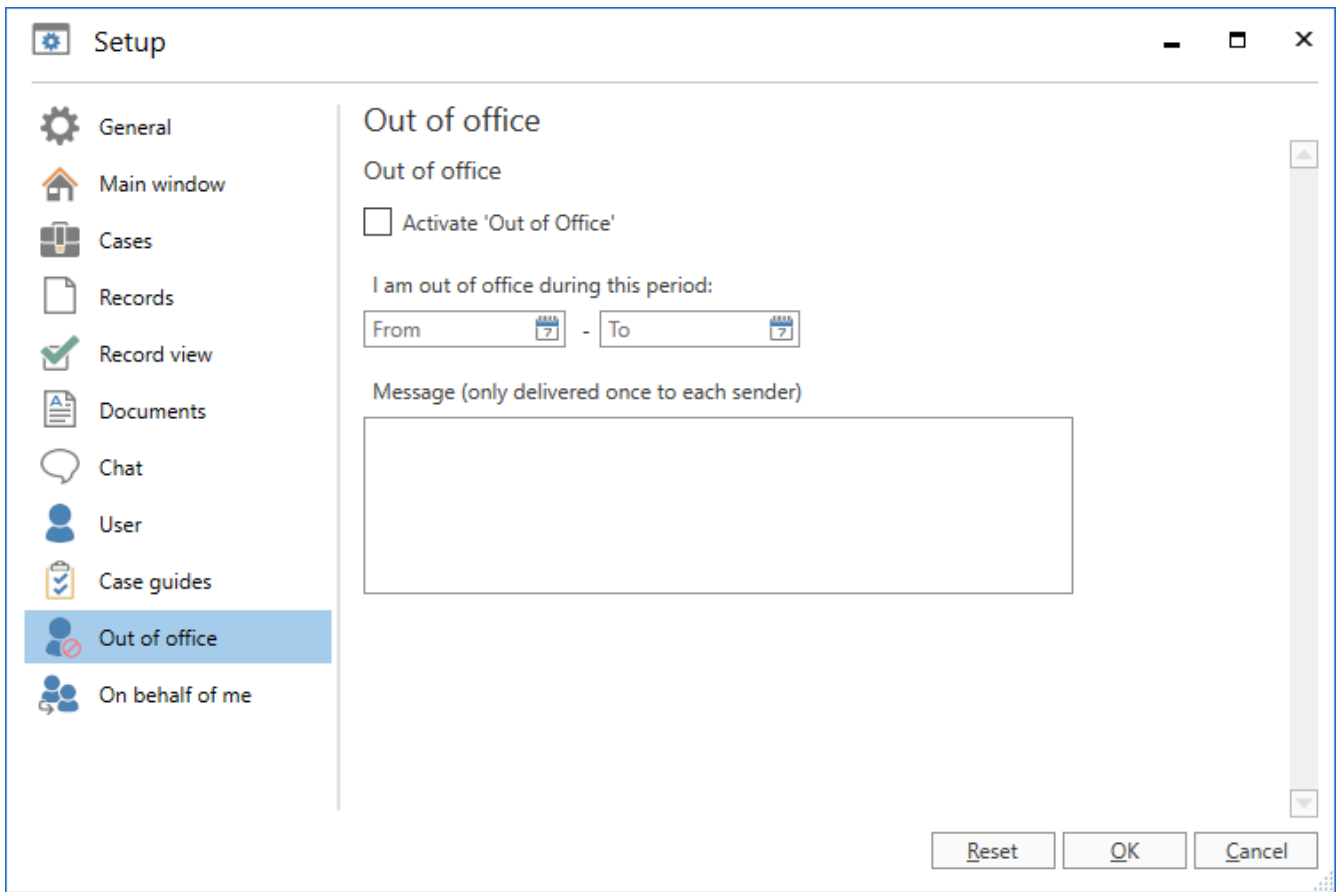 Setup
General
Main window
Cases
Records
Record view
Documents
Chat
User
Case guides
Out of office
On behalf of me
Out of office
Out of office
Activate 'Out of Office'
I am out of office during this period:
From 7 - To 7
Message (only delivered once to each sender)
Reset OK Cancel